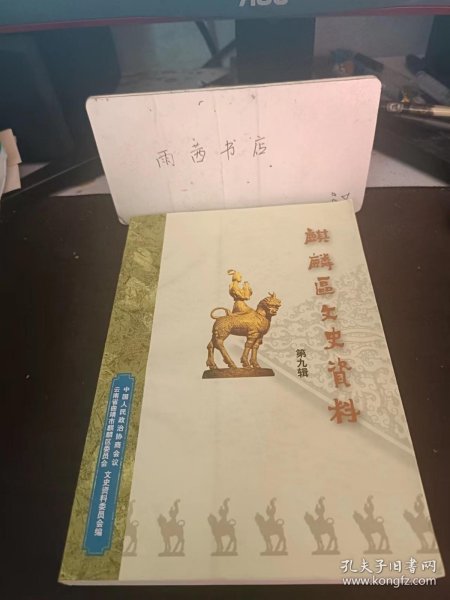 AOC
雨茜书店
麒麟區文史資料
第九辑
中国人民政治协商会议
云南省曲靖市麒麟区委员会
文史资料委员会编
孔夫子旧书网
www.kongfz.com